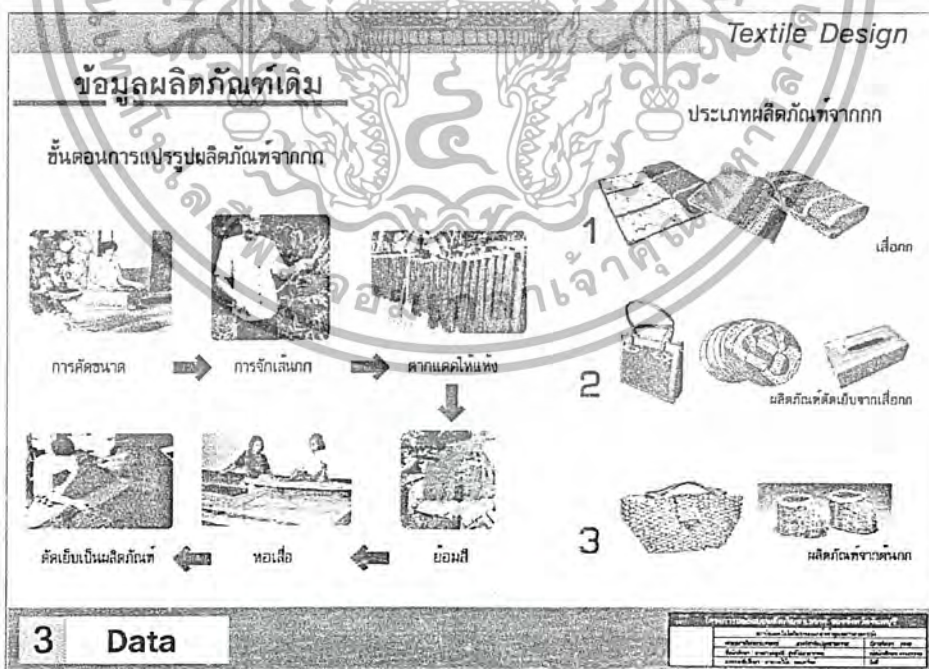 Textile Design
ข้อมูลผลิตภัณฑ์เดิม
ขั้นตอนการแปรรูปผลิตภัณฑ์จากกก
การคัดขนาด
การจักเส้นกก
ตากแดดให้แห้ง
ตัดเย็บเป็นผลิตภัณฑ์
ทอเสื่อ
ย้อมสี
ประเภทผลิตภัณฑ์จากกก
1
เสื่อกก
2
ผลิตภัณฑ์ตัดเย็บจากเสื่อกก
3
ผลิตภัณฑ์จากต้นกก
3 Data